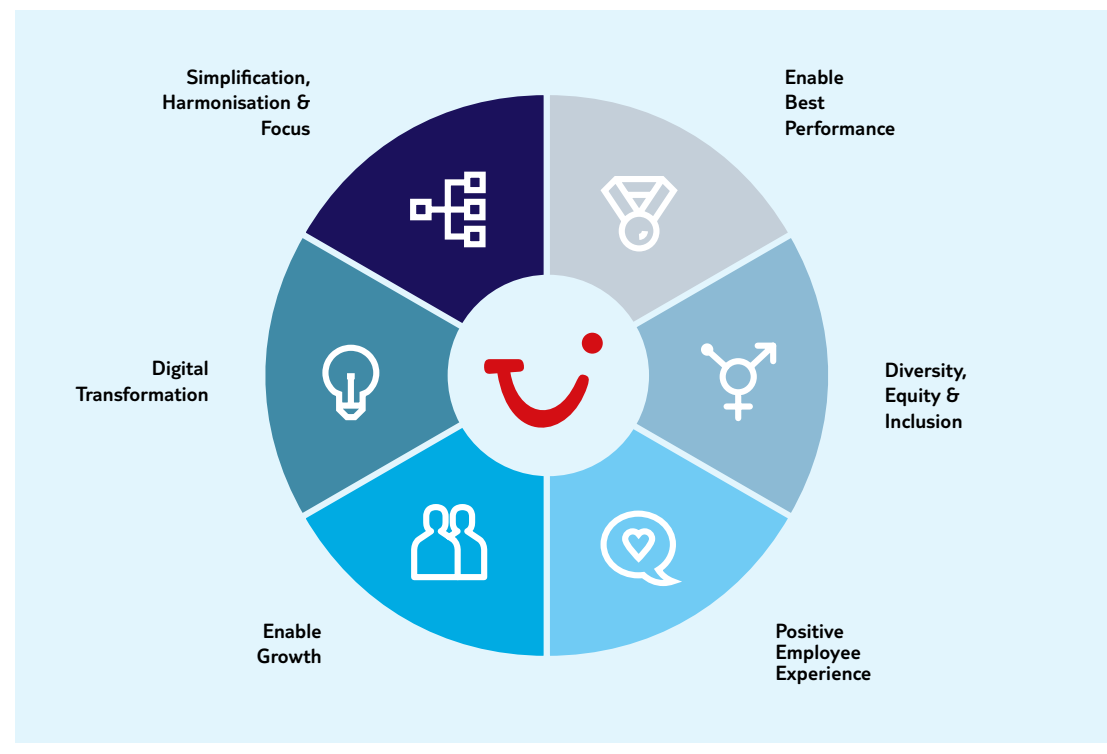 Simplification,
Harmonisation &
Focus
Enable
Best
Performance
Digital
Transformation
Diversity,
Equity &
Inclusion
Enable
Growth
Positive
Employee
Experience